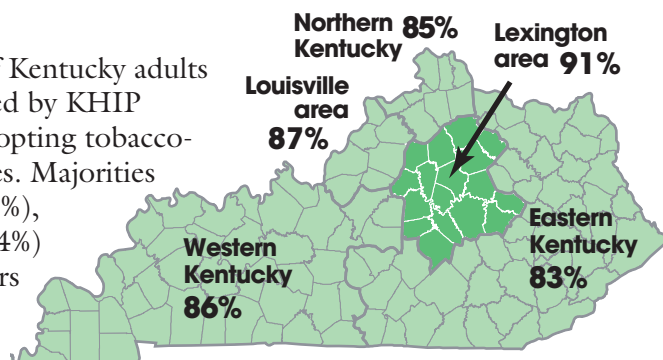 f Kentucky adults
ed by KHIP
opting tobacco-
es. Majorities
%),
4%)
rs
Northern
Kentucky 85%
Lexington
area 91%
Louisville
area
87%
Western
Kentucky
86%
Eastern
Kentucky
83%